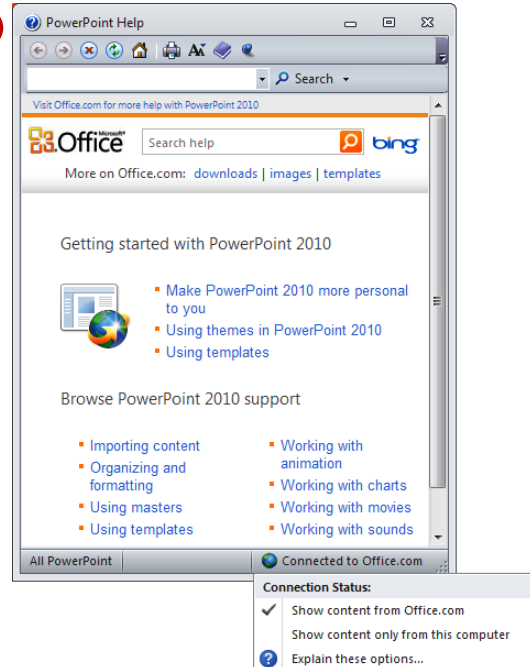 PowerPoint Help
Search
Visit Office.com for more help with PowerPoint 2010
Microsoft®
Office
Search help
bing
More on Office.com: downloads | images | templates
Getting started with PowerPoint 2010
Make PowerPoint 2010 more personal
to you
Using themes in PowerPoint 2010
Using templates
Browse PowerPoint 2010 support
Importing content
Organizing and
formatting
Using masters
Using templates
Working with
animation
Working with charts
Working with movies
Working with sounds
All PowerPoint
Connected to Office.com
Connection Status:
Show content from Office.com
Show content only from this computer
Explain these options...